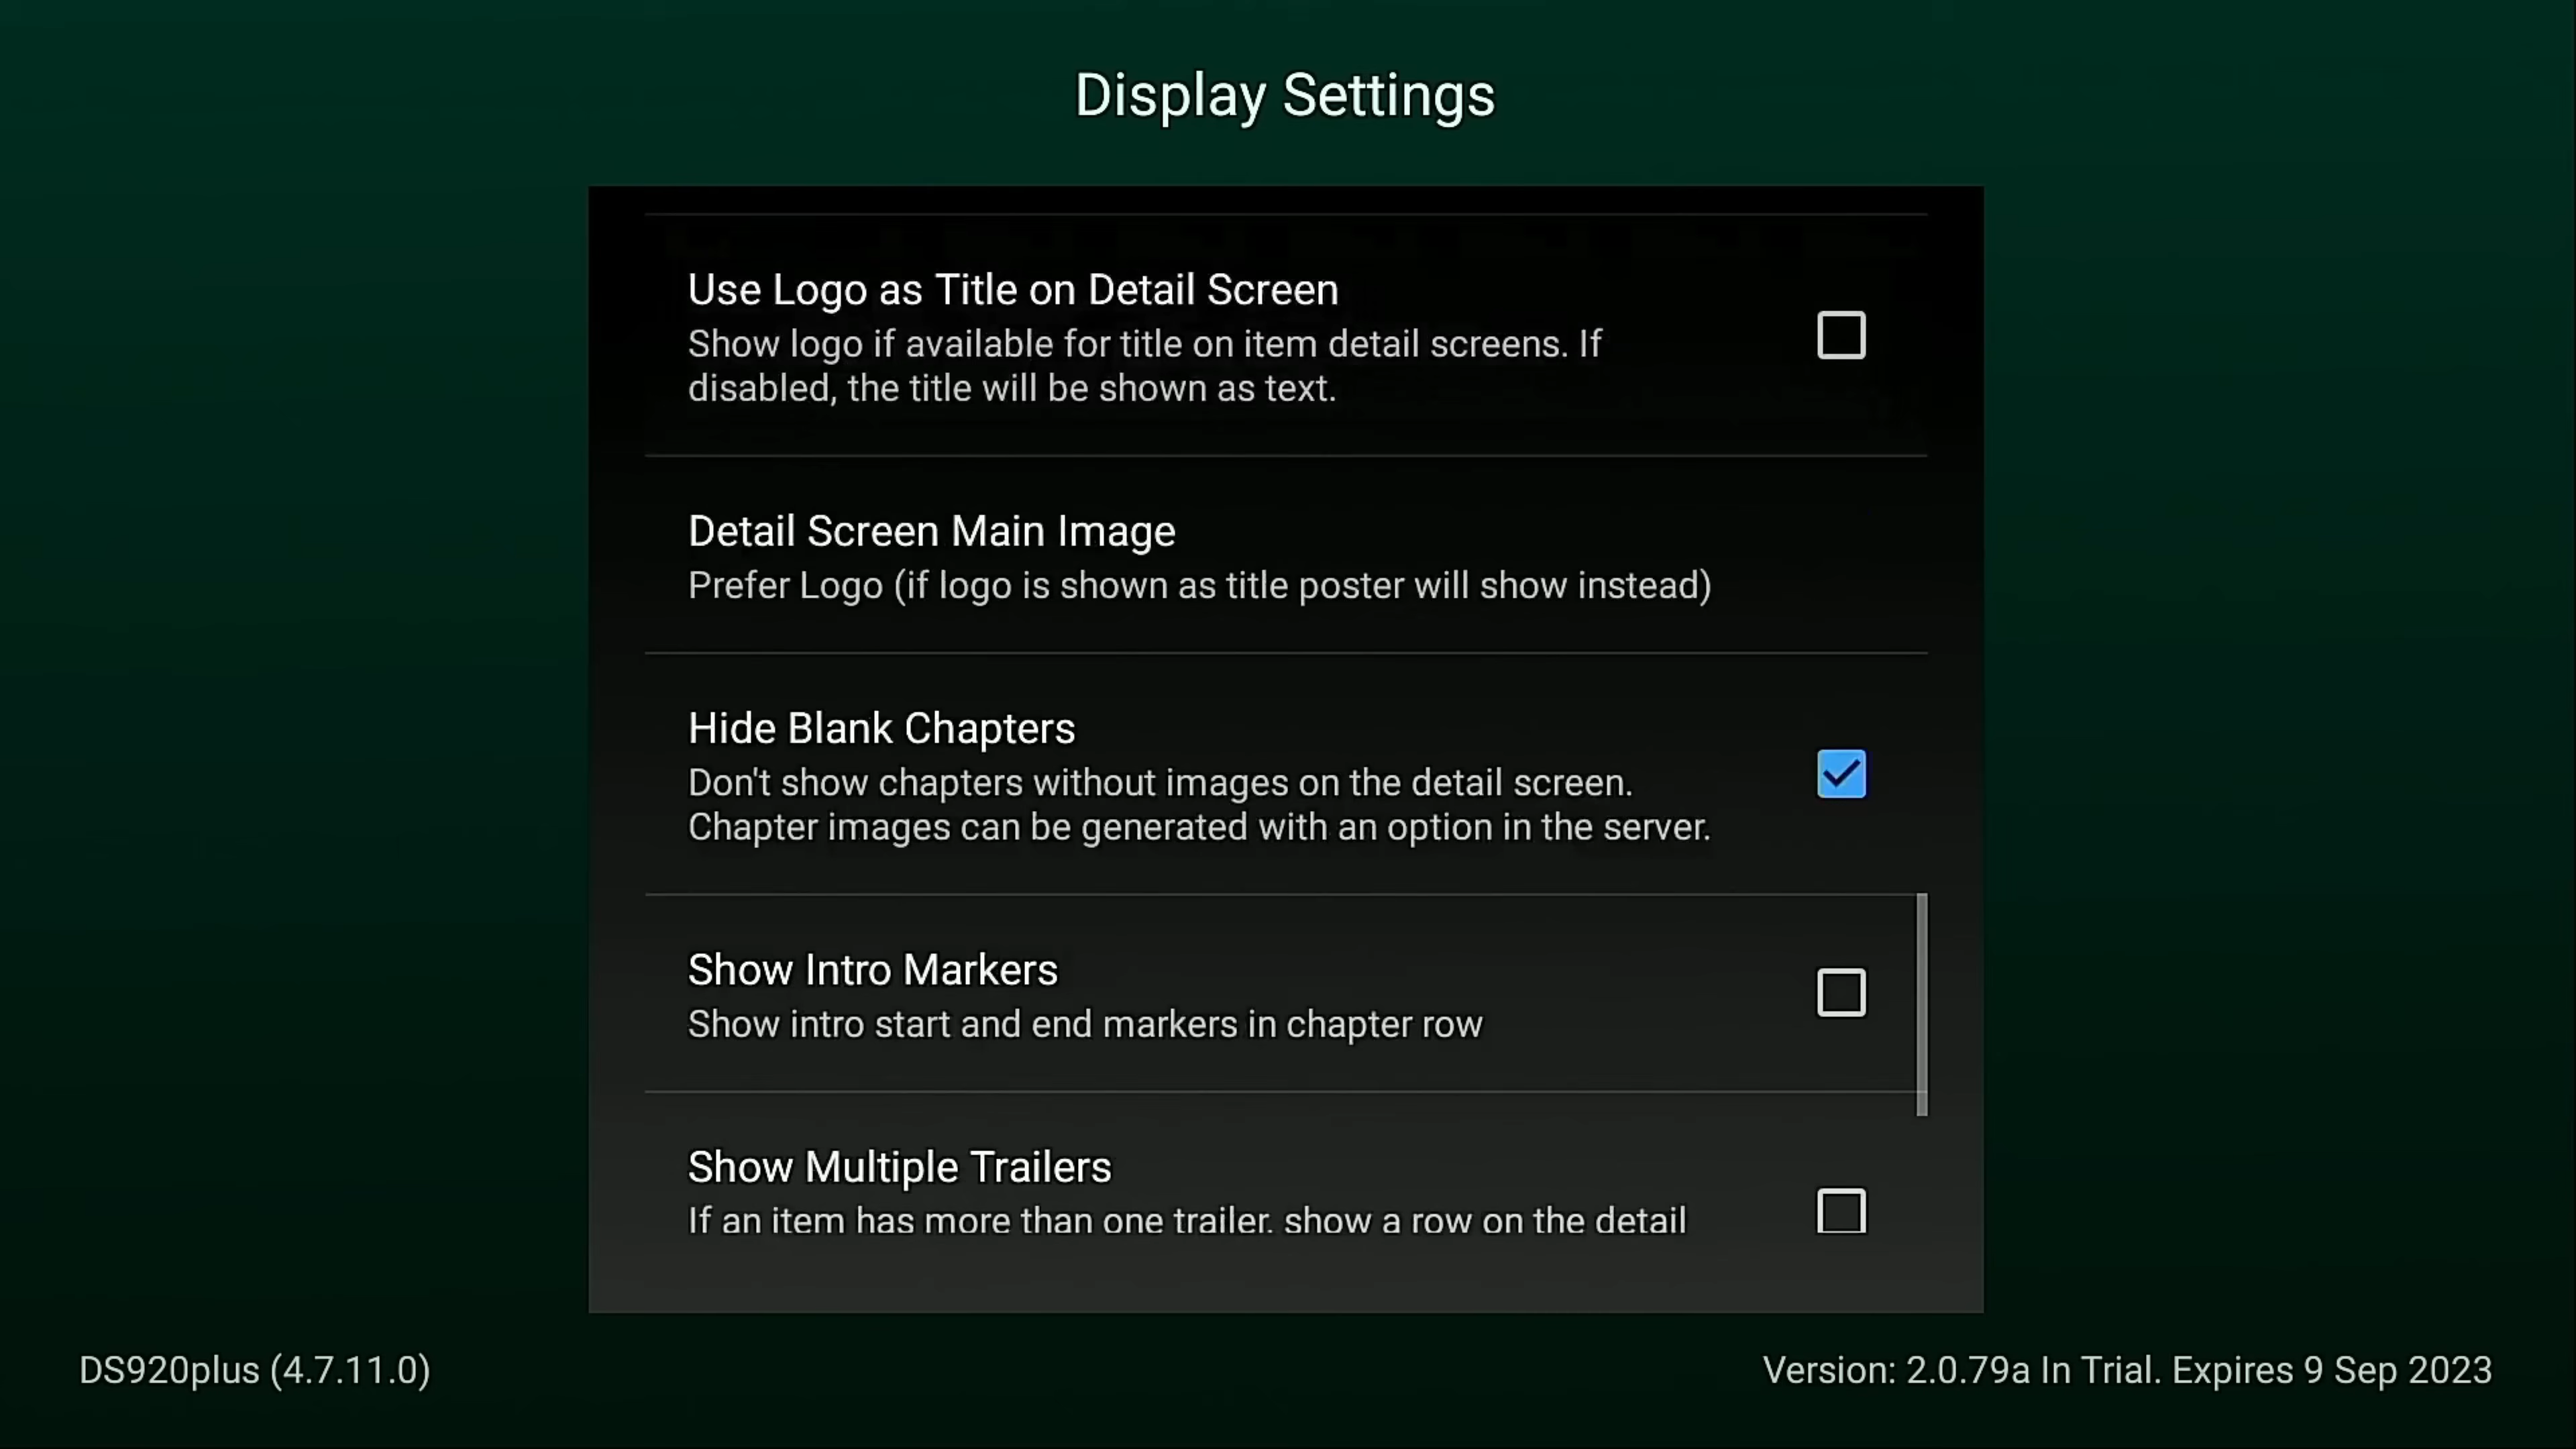 Display Settings
Use Logo as Title on Detail Screen
Show logo if available for title on item detail screens. If
disabled, the title will be shown as text.
Detail Screen Main Image
Prefer Logo (if logo is shown as title poster will show instead)
Hide Blank Chapters
Don't show chapters without images on the detail screen.
Chapter images can be generated with an option in the server.
Show Intro Markers
Show intro start and end markers in chapter row
Show Multiple Trailers
If an item has more than one trailer, show a row on the detail
DS920plus (4.7.11.0)
Version: 2.0.79a In Trial. Expires 9 Sep 2023